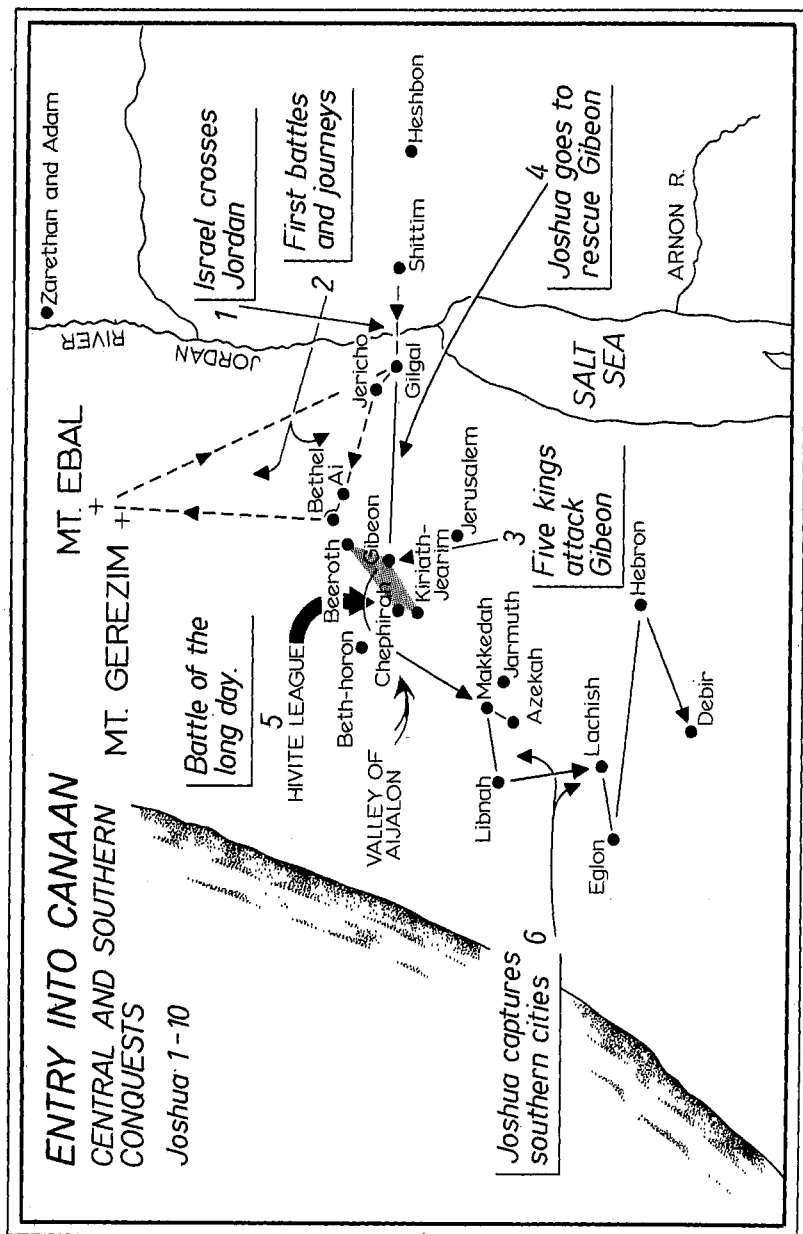 ENTRY INTO CANAAN
CENTRAL AND SOUTHERN
CONQUESTS
Joshua 1-10
MT. EBAL
MT. GEREZIM
Zarethan and Adam
RIVER
JORDAN
1
Israel crosses
Jordan
First battles
and journeys
2
Heshbon
Shittim
Jericho
Gilgal
Bethel
Ai
Battle of the
long day.
5
HIVITE LEAGUE
Beeroth
Gibeon
Beth-horon
Chephirah
Kiriath-
Jearim
Jerusalem
VALLEY OF
AIJALON
3
Five kings
attack
Gibeon
4
Joshua goes to
rescue Gibeon
SALT
SEA
ARNON R.
Makkedah
Jarmuth
Azekah
Libnah
Lachish
Hebron
Eglon
Debir
Joshua captures
southern cities
6